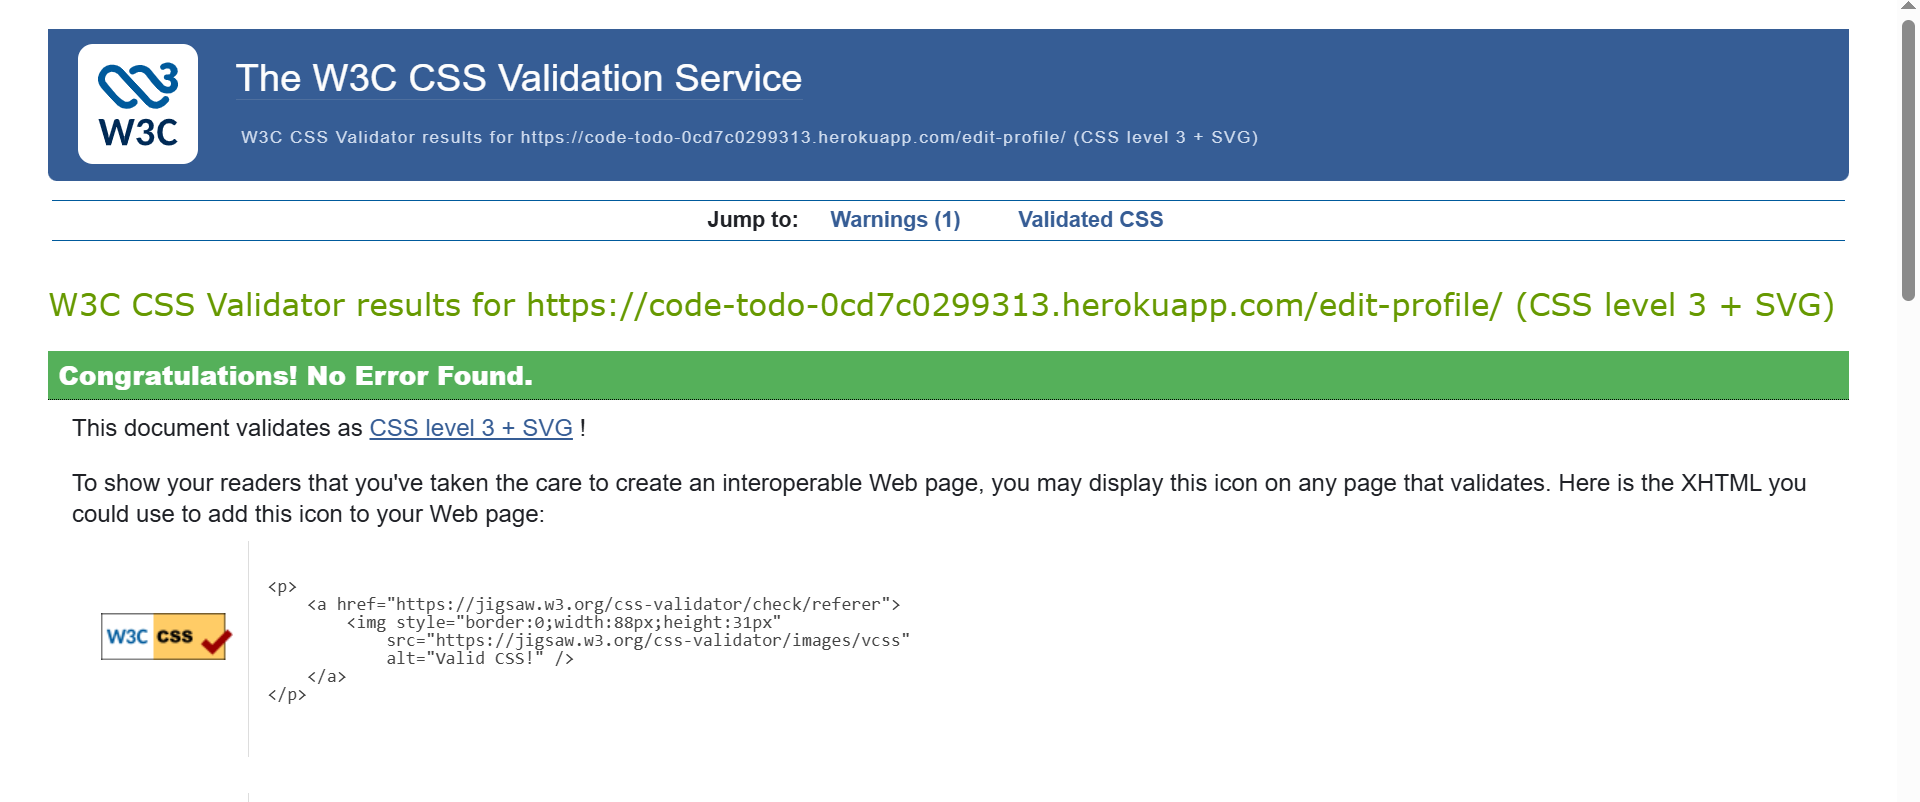 W3C
The W3C CSS Validation Service
W3C CSS Validator results for https://code-todo-0cd7c0299313.herokuapp.com/edit-profile/ (CSS level 3 + SVG)
Jump to: Warnings (1) Validated CSS
W3C CSS Validator results for https://code-todo-0cd7c0299313.herokuapp.com/edit-profile/ (CSS level 3 + SVG)
Congratulations! No Error Found.
This document validates as CSS level 3 + SVG !
To show your readers that you've taken the care to create an interoperable Web page, you may display this icon on any page that validates. Here is the XHTML you
could use to add this icon to your Web page:
W3C css
<p>
    <a href="https://jigsaw.w3.org/css-validator/check/referer">
        <img style="border:0;width:88px;height:31px"
            src="https://jigsaw.w3.org/css-validator/images/vcss"
            alt="Valid CSS!" />
    </a>
</p>